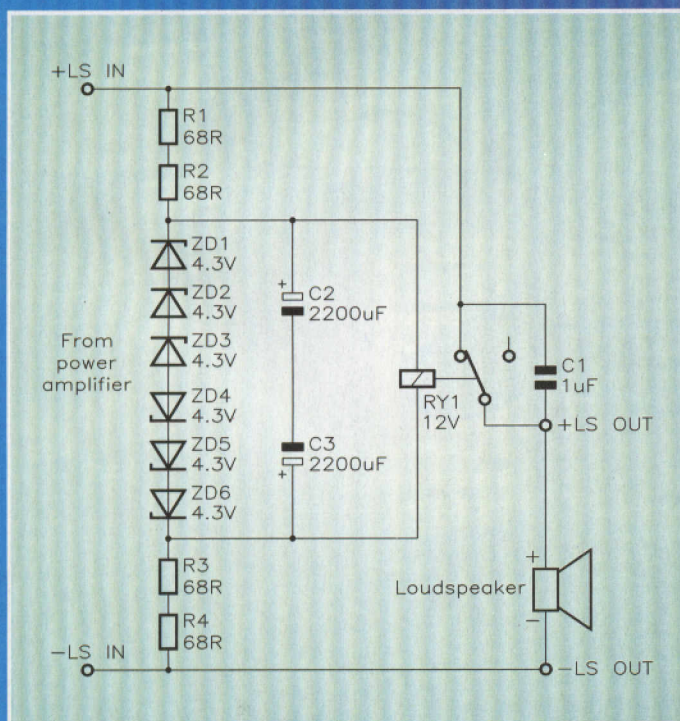 +LS IN
R1
68R
R2
68R
ZD1
4.3V
ZD2
4.3V
ZD3
4.3V
ZD4
4.3V
ZD5
4.3V
ZD6
4.3V
From
power
amplifier
+
C2
2200uF
C3
2200uF
+
RY1
12V
C1
1uF
+LS OUT
R3
68R
R4
68R
Loudspeaker
+
−
−LS IN
−LS OUT